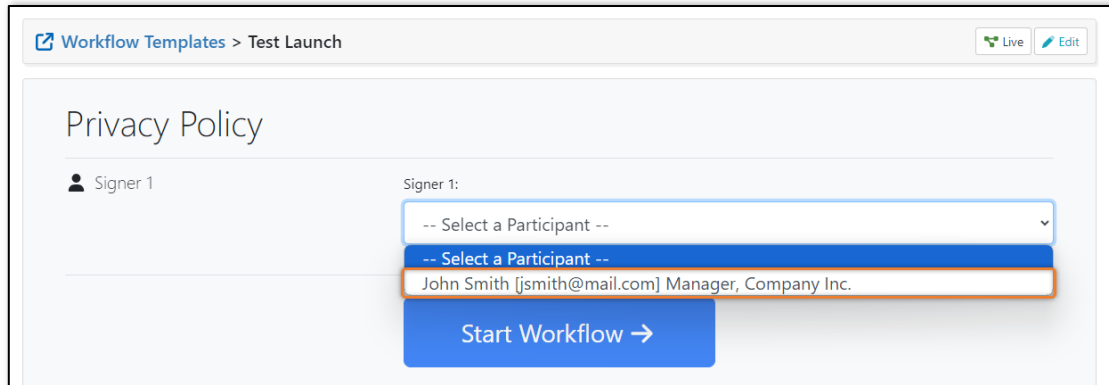 Workflow Templates > Test Launch
Live
Edit
Privacy Policy
Signer 1
Signer 1:
-- Select a Participant --
-- Select a Participant --
John Smith [jsmith@mail.com] Manager, Company Inc.
Start Workflow →